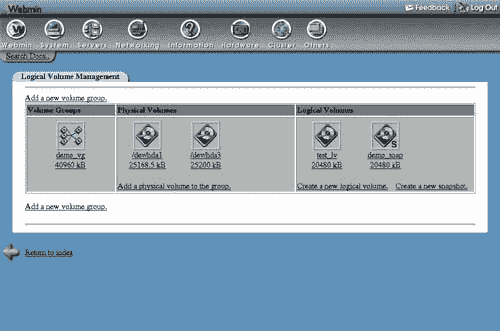 Webmin
Feedback
Log Out
Webmin System Servers Networking Information Hardware Cluster Others
Search Docs..
Logical Volume Management
Add a new volume group.
Volume Groups Physical Volumes Logical Volumes
demo_vg /dev/hda1 /dev/hda3 test_lv demo_snap
40960 kB 25168.5 kB 25200 kB 20480 kB 20480 kB
Add a physical volume to the group. Create a new logical volume. Create a new snapshot.
Add a new volume group.
Return to index